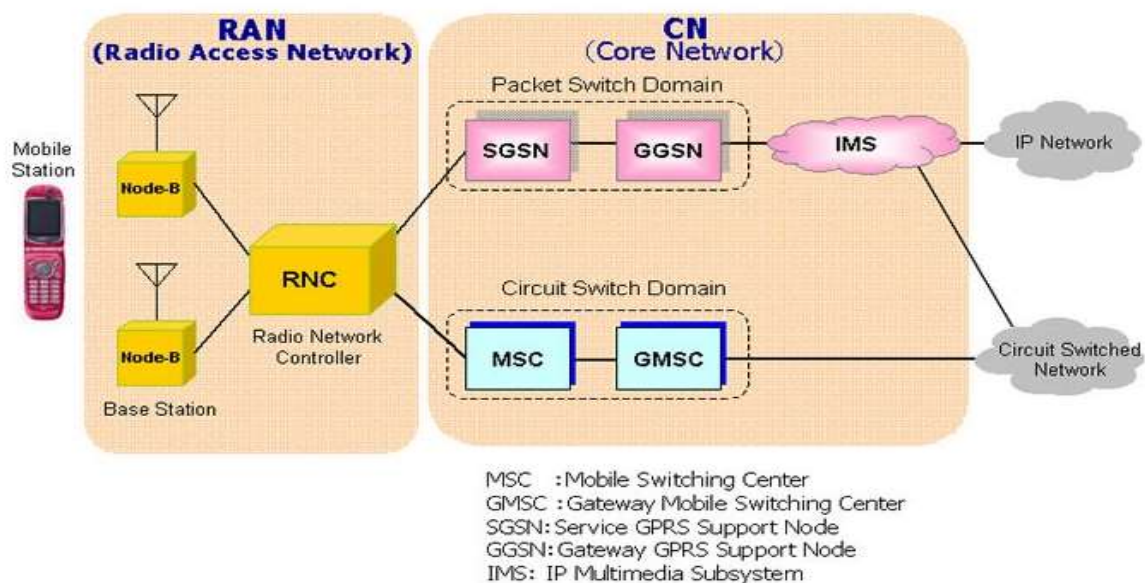 RAN
(Radio Access Network)
CN
(Core Network)
Packet Switch Domain
SGSN
GGSN
IMS
IP Network
Mobile
Station
Node-B
RNC
Radio Network
Controller
Node-B
Base Station
Circuit Switch Domain
MSC
GMSC
Circuit Switched
Network
MSC :Mobile Switching Center
GMSC :Gateway Mobile Switching Center
SGSN:Service GPRS Support Node
GGSN:Gateway GPRS Support Node
IMS: IP Multimedia Subsystem